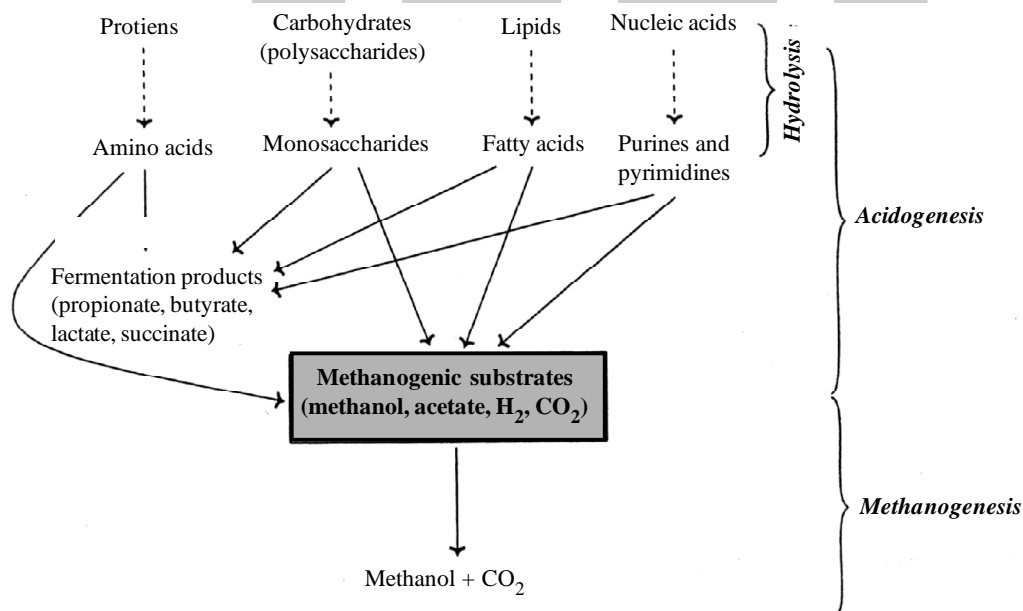 Protiens
Carbohydrates
(polysaccharides)
Lipids
Nucleic acids
Hydrolysis
Amino acids
Monosaccharides
Fatty acids
Purines and
pyrimidines
Acidogenesis
Fermentation products
(propionate, butyrate,
lactate, succinate)
Methanogenic substrates
(methanol, acetate, H₂, CO₂)
Methanogenesis
Methanol + CO₂